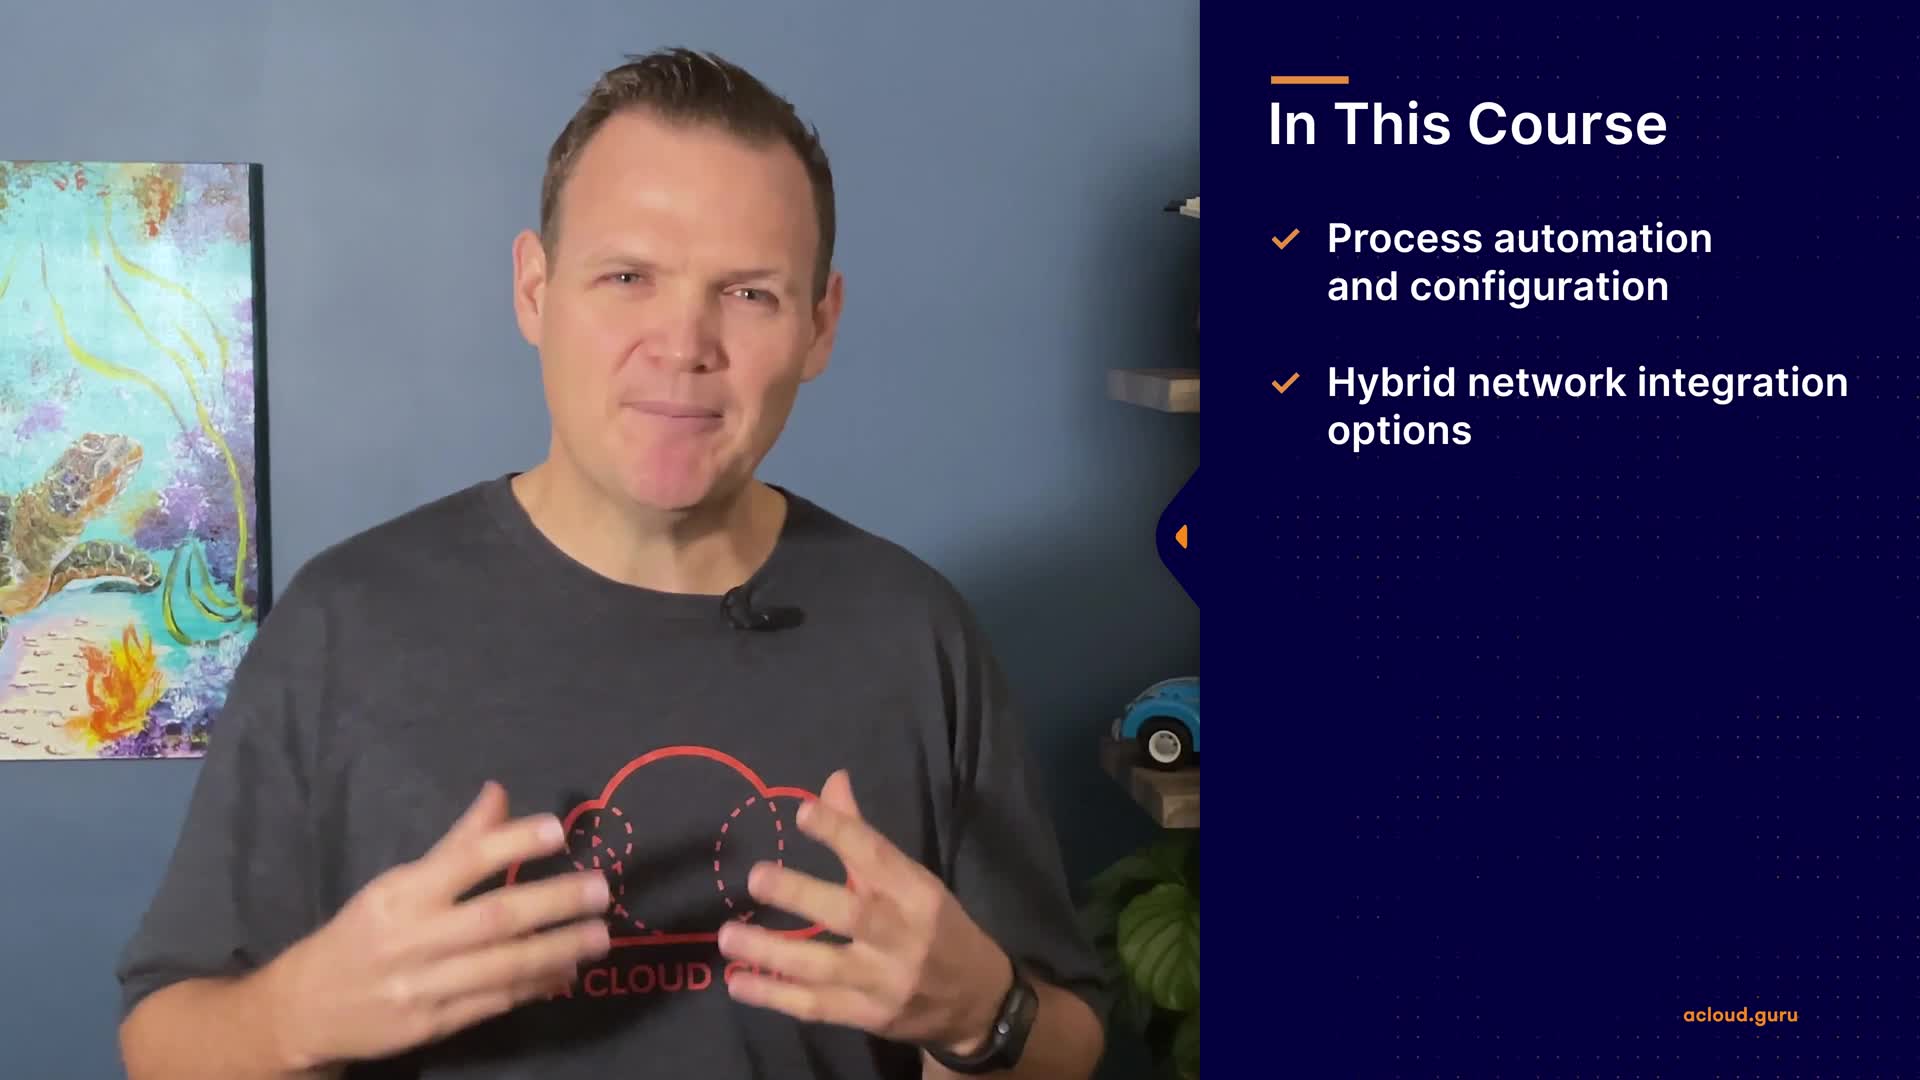 In This Course
Process automation
and configuration
Hybrid network integration
options
A CLOUD
acloud.guru